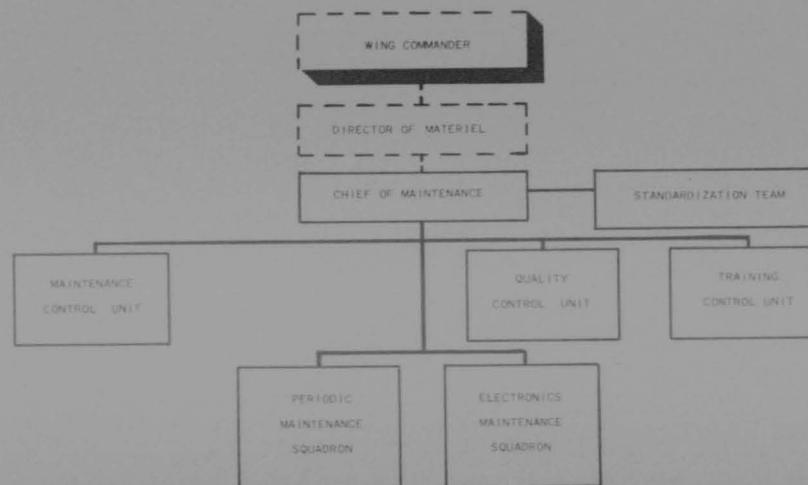 WING COMMANDER
DIRECTOR OF MATERIEL
CHIEF OF MAINTENANCE
STANDARDIZATION TEAM
MAINTENANCE
CONTROL UNIT
QUALITY
CONTROL UNIT
TRAINING
CONTROL UNIT
PERIODIC
MAINTENANCE
SQUADRON
ELECTRONICS
MAINTENANCE
SQUADRON